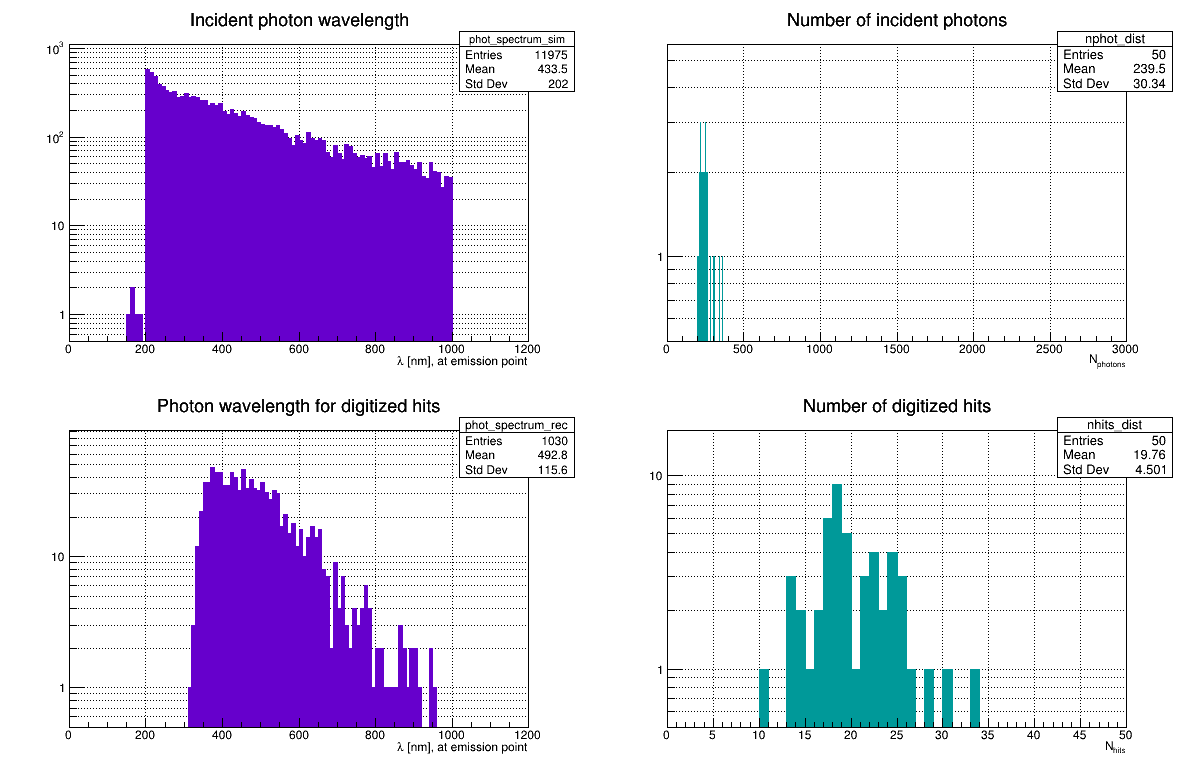 Incident photon wavelength
phot_spectrum_sim
Entries 11975
Mean 433.5
Std Dev 202
10³
10²
10
1
0 200 400 600 800 1000 1200
λ [nm], at emission point
Number of incident photons
nphot_dist
Entries 50
Mean 239.5
Std Dev 30.34
1
0 500 1000 1500 2000 2500 3000
Nphotons
Photon wavelength for digitized hits
phot_spectrum_rec
Entries 1030
Mean 492.8
Std Dev 115.6
10
1
0 200 400 600 800 1000 1200
λ [nm], at emission point
Number of digitized hits
nhits_dist
Entries 50
Mean 19.76
Std Dev 4.501
10
1
0 5 10 15 20 25 30 35 40 45 50
Nhits